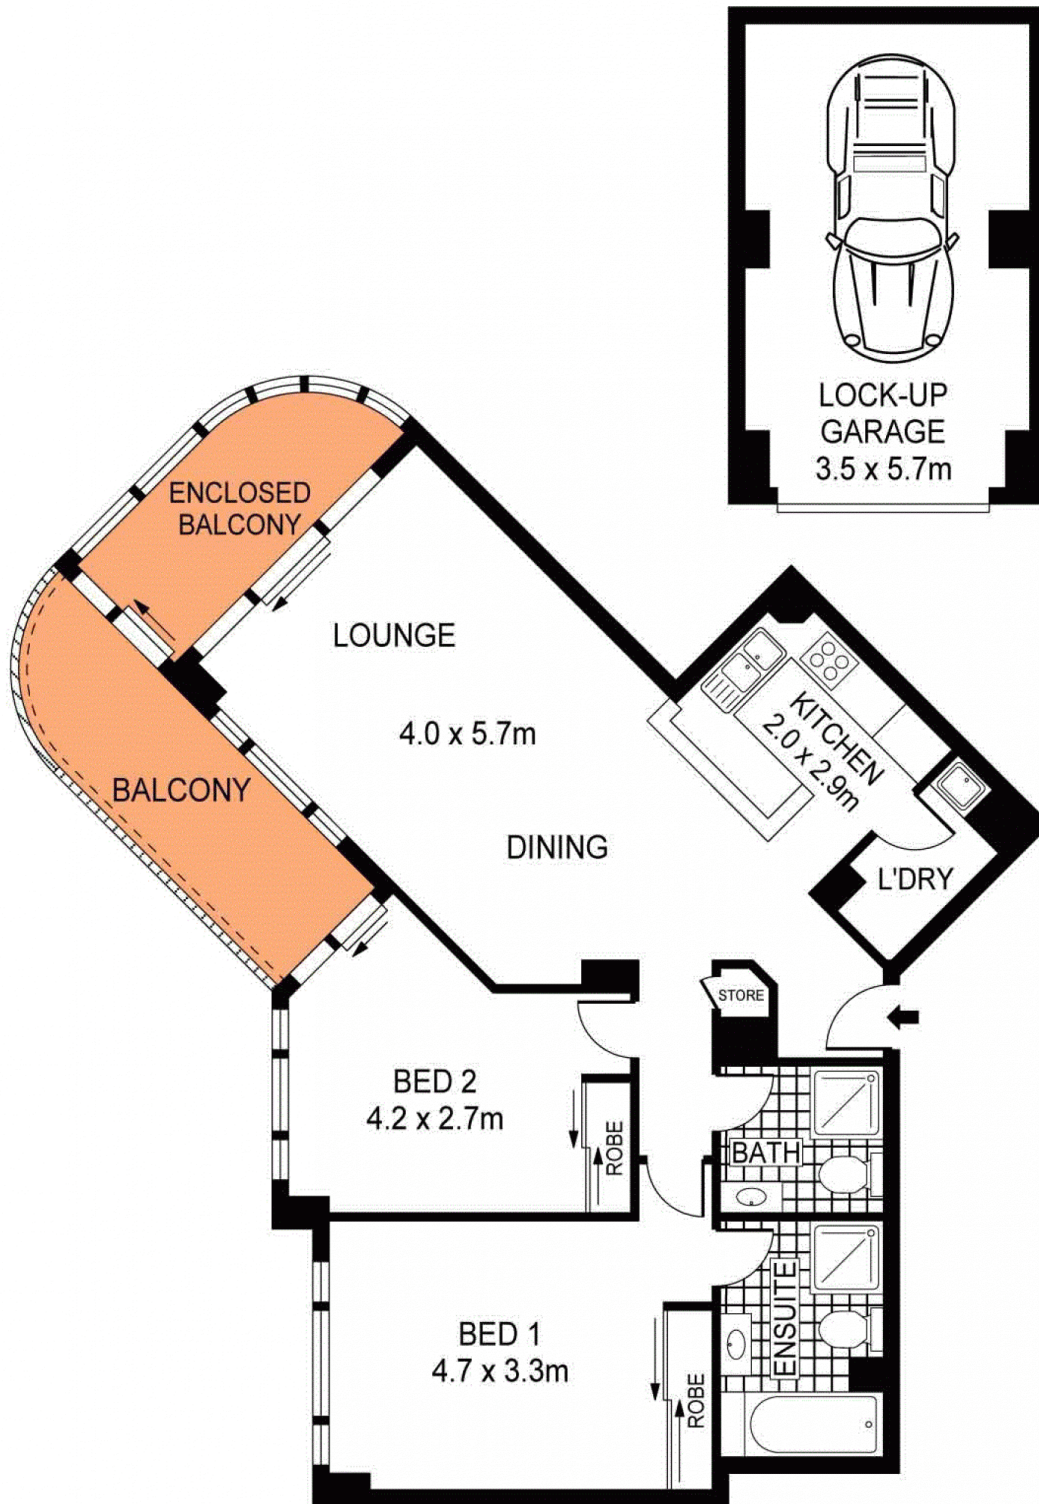 LOCK-UP
GARAGE
3.5 x 5.7m
ENCLOSED
BALCONY
LOUNGE
4.0 x 5.7m
KITCHEN
2.0 x 2.9m
BALCONY
DINING
L'DRY
STORE
BED 2
4.2 x 2.7m
ROBE
BATH
ENSUITE
BED 1
4.7 x 3.3m
ROBE